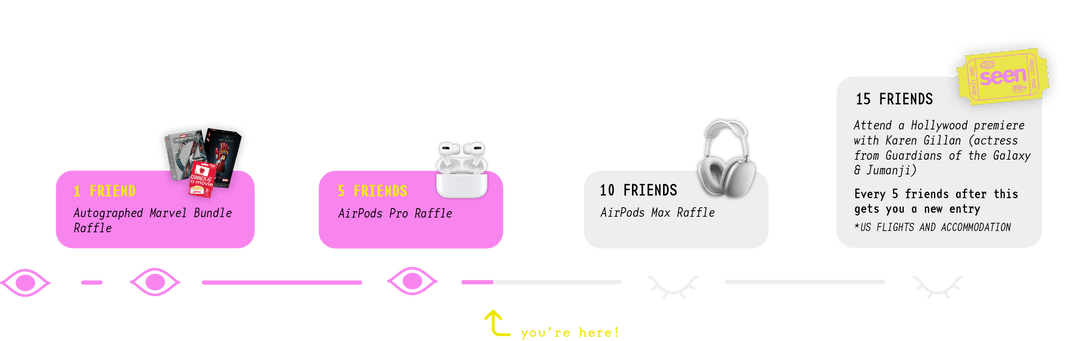 1 FRIEND
Autographed Marvel Bundle
Raffle
5 FRIENDS
AirPods Pro Raffle
10 FRIENDS
AirPods Max Raffle
seen
15 FRIENDS
Attend a Hollywood premiere
with Karen Gillan (actress
from Guardians of the Galaxy
& Jumanji)
Every 5 friends after this
gets you a new entry
*US FLIGHTS AND ACCOMMODATION
you're here!